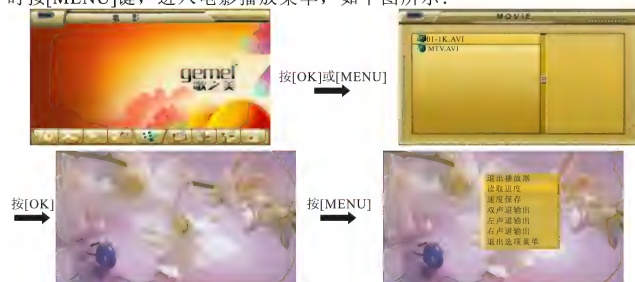 时按[MENU]键，进入电影播放菜单，如下图所示：
电影
gemei
歌之美
按[OK]或[MENU]
MOVIE
01-1K.AVI
MTV.AVI
按[OK]
按[MENU]
退出播放器
读取进度
速度保存
双声道输出
左声道输出
右声道输出
退出选项菜单